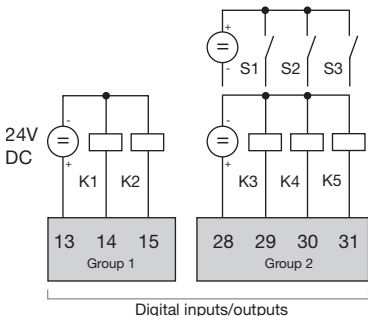 +
-
S1 S2 S3
- -
24V
DC
+ +
K1 K2 K3 K4 K5
13 14 15 28 29 30 31
Group 1 Group 2
Digital inputs/outputs